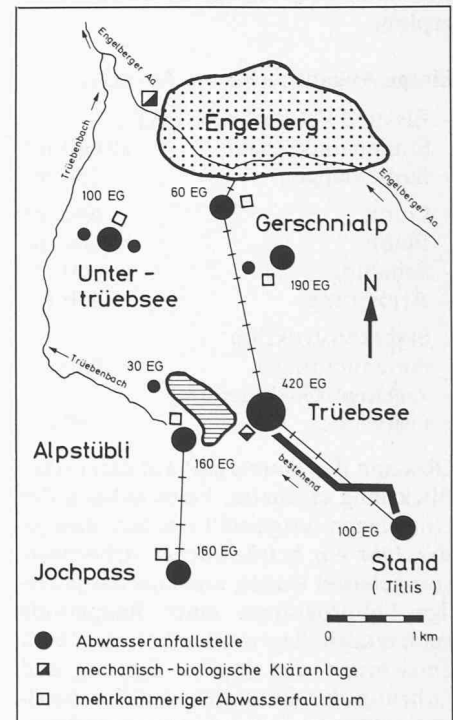 Engelberger Aa
Engelberg
Trüebenbach
Engelberger Aa
100 EG
60 EG
Gerschnialp
Unter-
trüebsee
190 EG
N
Trüebenbach
30 EG
420 EG
Trüebsee
Alpstübli
160 EG
bestehend
160 EG
100 EG
Jochpass
Stand
(Titlis)
0 1 km
Abwasseranfallstelle
mechanisch-biologische Kläranlage
mehrkammeriger Abwasserfaulraum